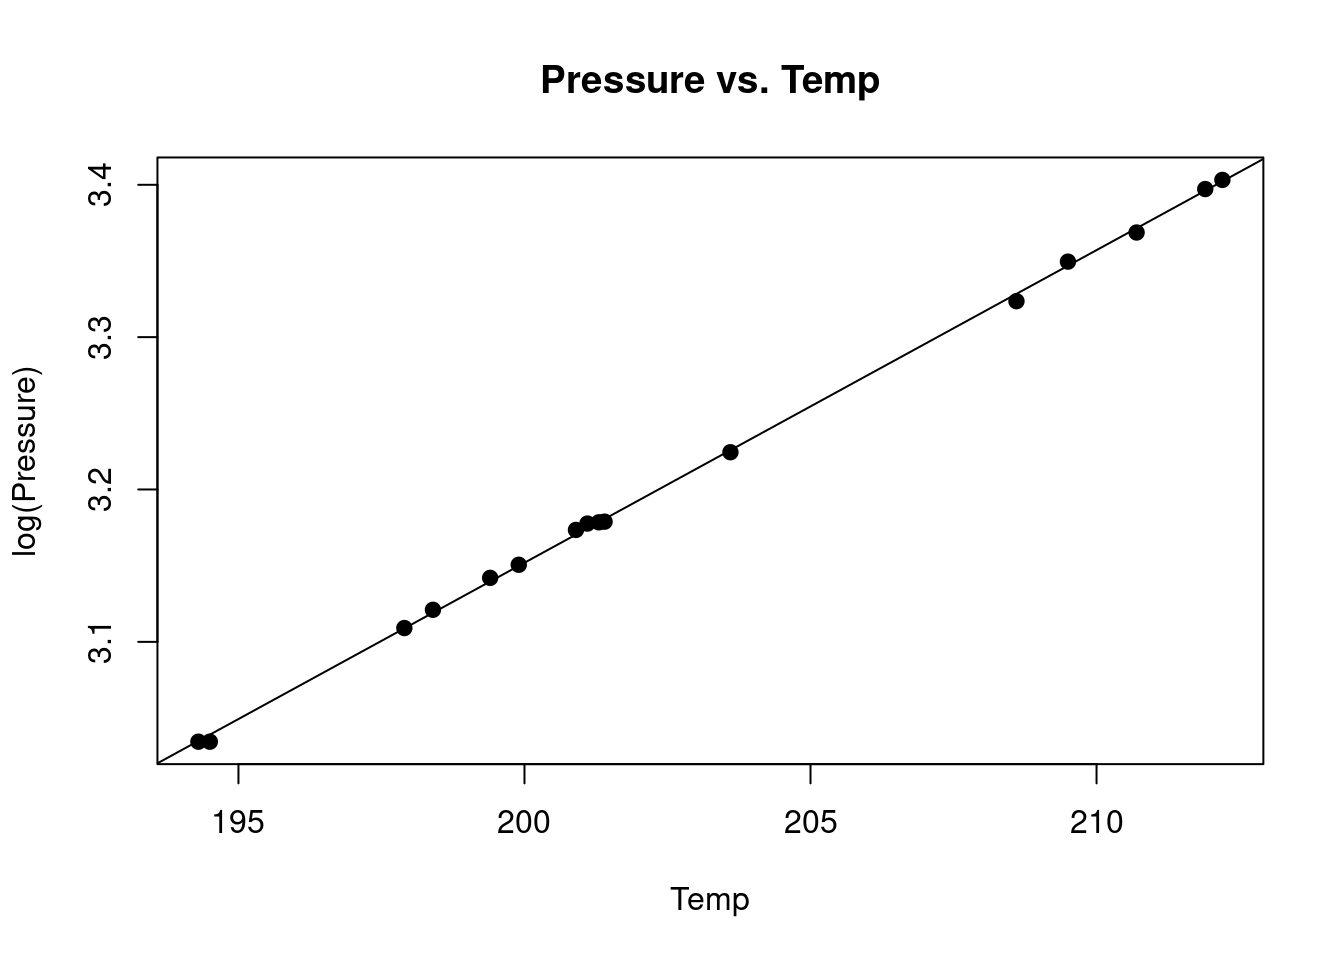 Pressure vs. Temp
log(Pressure)
3.4
3.3
3.2
3.1
195 200 205 210
Temp